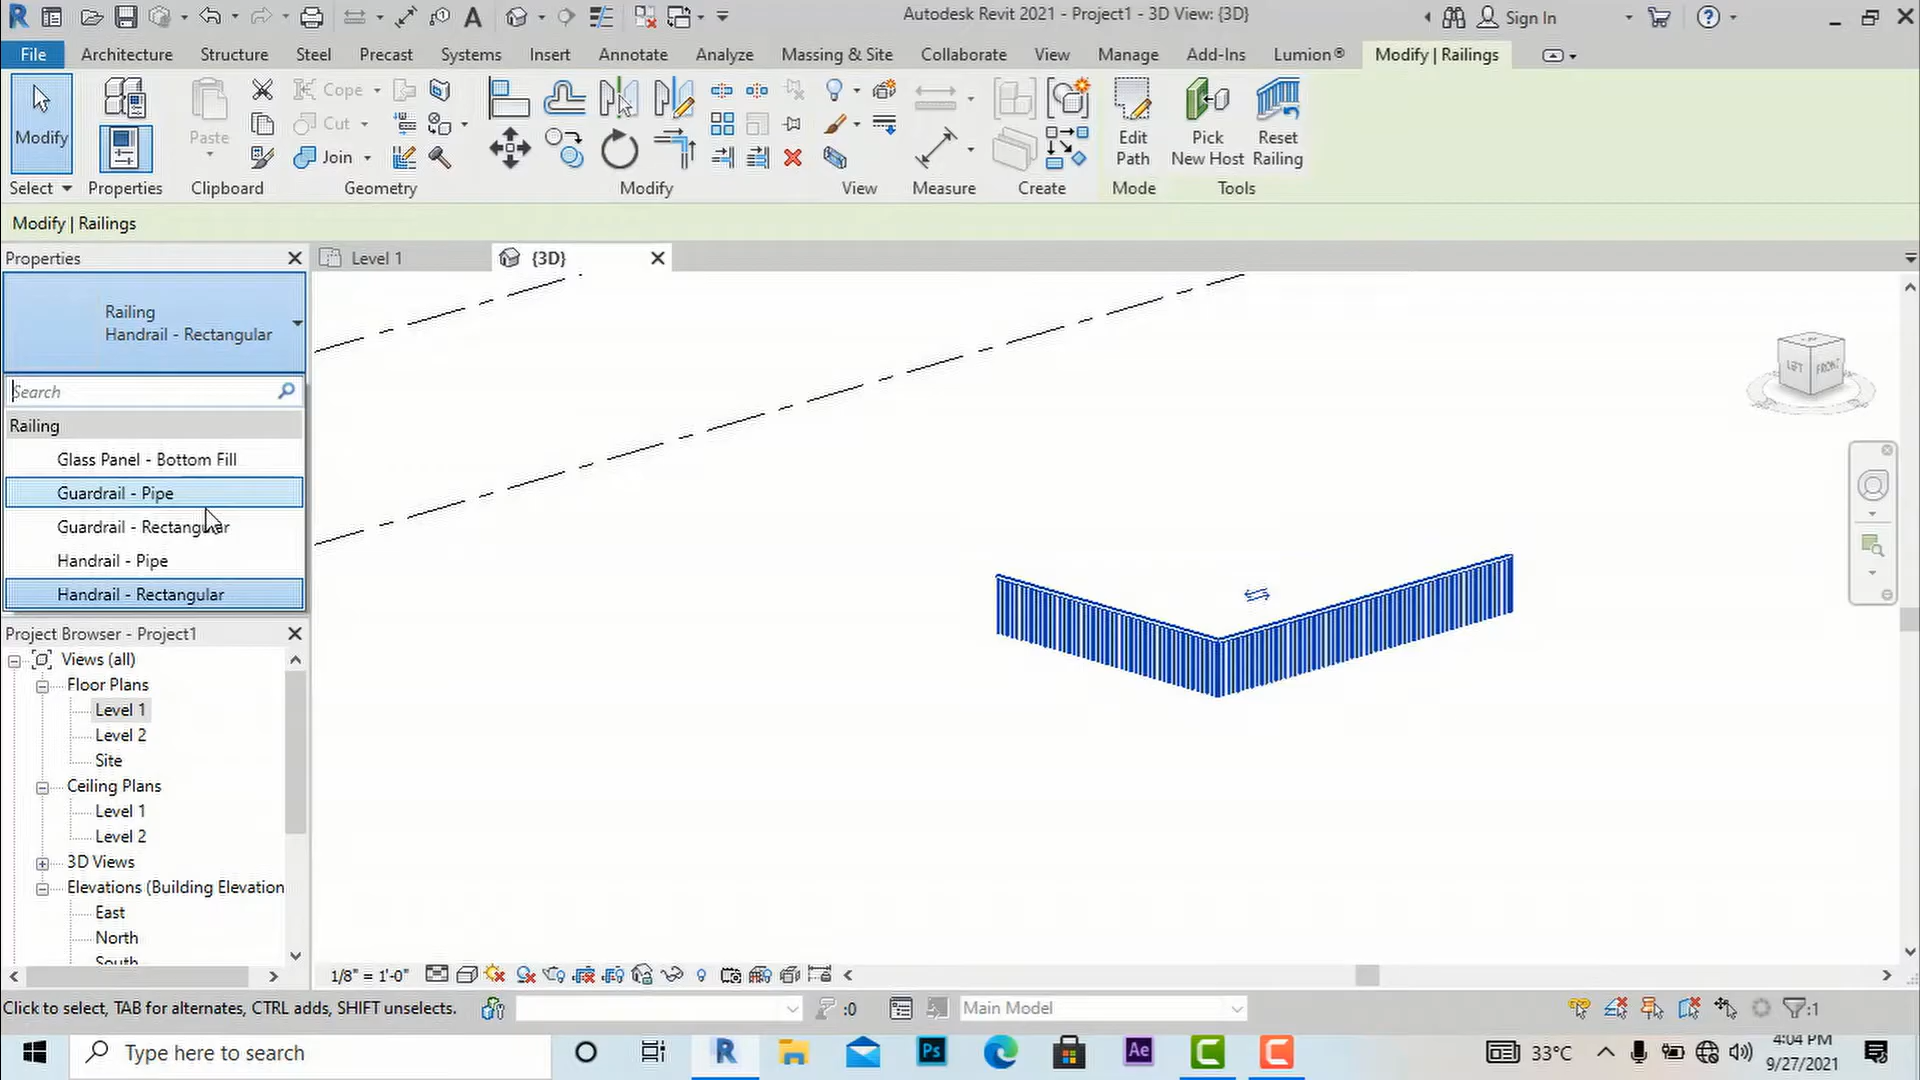 Autodesk Revit 2021 - Project1 - 3D View: {3D}
Sign In
File
Architecture
Structure
Steel
Precast
Systems
Insert
Annotate
Analyze
Massing & Site
Collaborate
View
Manage
Add-Ins
Lumion®
Modify | Railings
Modify
Paste
Cope
Cut
Join
Edit Path
Pick New Host
Reset Railing
Select
Properties
Clipboard
Geometry
Modify
View
Measure
Create
Mode
Tools
Modify | Railings
Properties
Level 1
{3D}
Railing
Handrail - Rectangular
Search
Railing
Glass Panel - Bottom Fill
Guardrail - Pipe
Guardrail - Rectangular
Handrail - Pipe
Handrail - Rectangular
LEFT
FRONT
Project Browser - Project1
Views (all)
Floor Plans
Level 1
Level 2
Site
Ceiling Plans
Level 1
Level 2
3D Views
Elevations (Building Elevation
East
North
South
1/8" = 1'-0"
Click to select, TAB for alternates, CTRL adds, SHIFT unselects.
:0
Main Model
:1
Type here to search
Ps
Ae
33°C
4:04 PM
9/27/2021